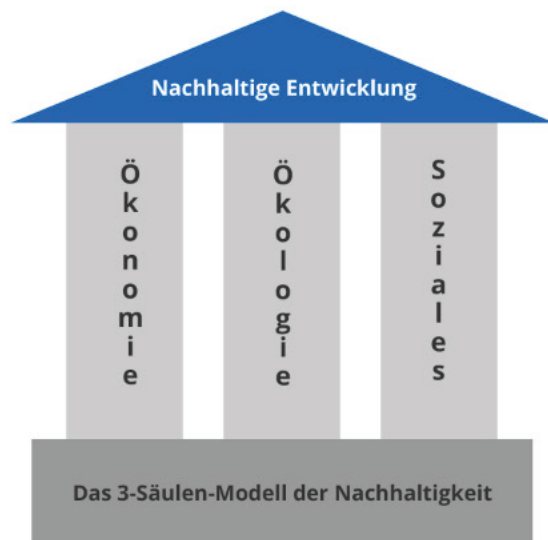 Nachhaltige Entwicklung
Ökonomie
Ökologie
Soziales
Das 3-Säulen-Modell der Nachhaltigkeit